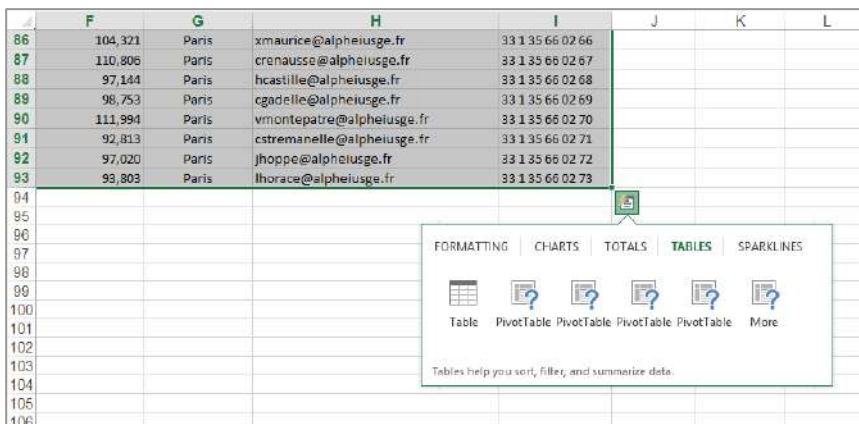 F G H I J K L
86 104,321 Paris xmaurice@alpheiusge.fr 33 1 35 66 02 66
87 110,806 Paris crenausse@alpheiusge.fr 33 1 35 66 02 67
88 97,144 Paris hcastille@alpheiusge.fr 33 1 35 66 02 68
89 98,753 Paris cgadelle@alpheiusge.fr 33 1 35 66 02 69
90 111,994 Paris vmontepatre@alpheiusge.fr 33 1 35 66 02 70
91 92,813 Paris cstremanelle@alpheiusge.fr 33 1 35 66 02 71
92 97,020 Paris jhoppe@alpheiusge.fr 33 1 35 66 02 72
93 93,803 Paris lhorace@alpheiusge.fr 33 1 35 66 02 73
94
95
96
97
98
99
100
101
102
103
104
105
106
FORMATTING CHARTS TOTALS TABLES SPARKLINES
Table PivotTable PivotTable PivotTable PivotTable More
Tables help you sort, filter, and summarize data.